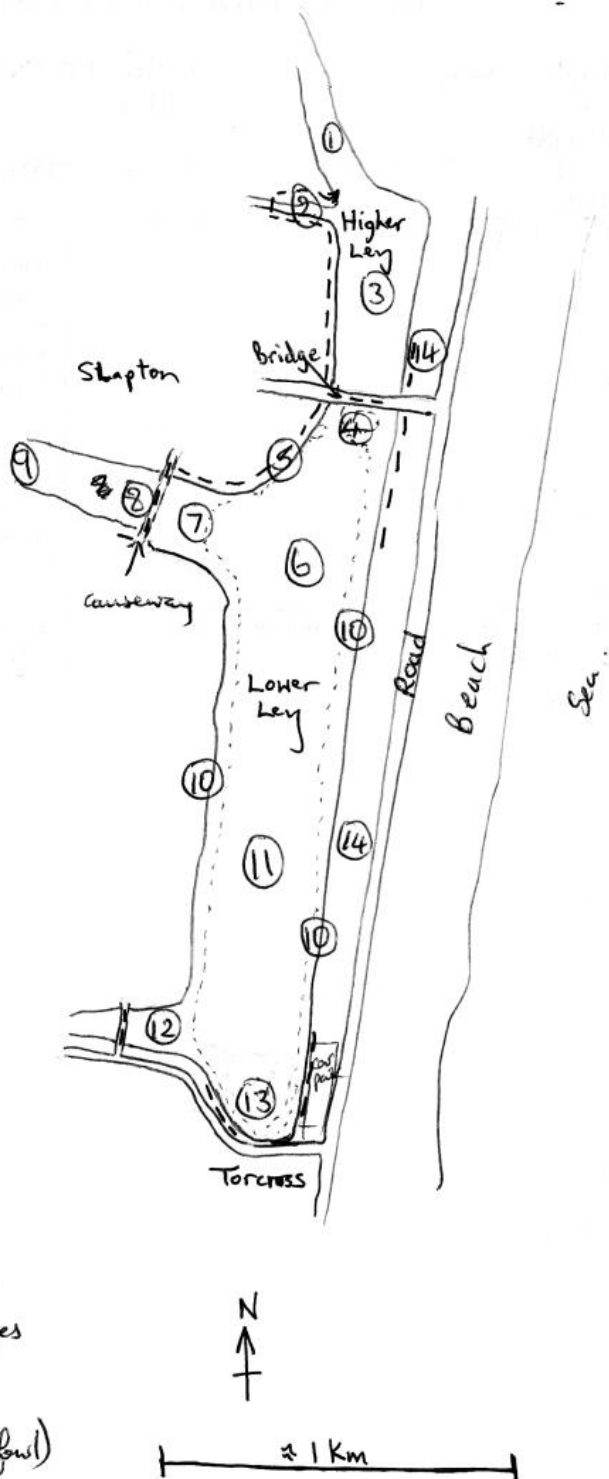 1
2
Higher
Ley
3
14
Bridge
Slapton
4
5
9
8
7
6
Causeway
10
Road
Beach
Sea..
Lower
Ley
10
11
14
10
12
car
park
13
Torcross
N
es
fowl)
≈ 1 Km